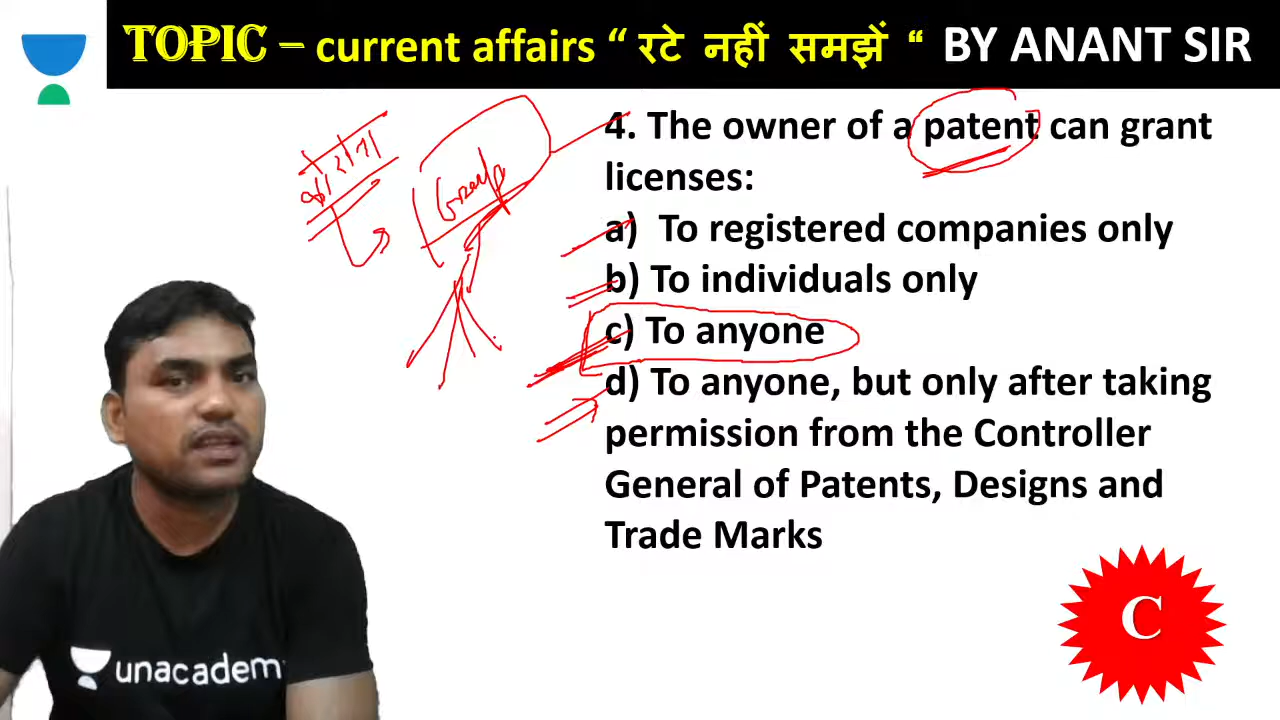 TOPIC – current affairs “ रटे नहीं समझें “ BY ANANT SIR
4. The owner of a patent can grant
licenses:
a) To registered companies only
b) To individuals only
c) To anyone
d) To anyone, but only after taking
permission from the Controller
General of Patents, Designs and
Trade Marks
C
unacademy